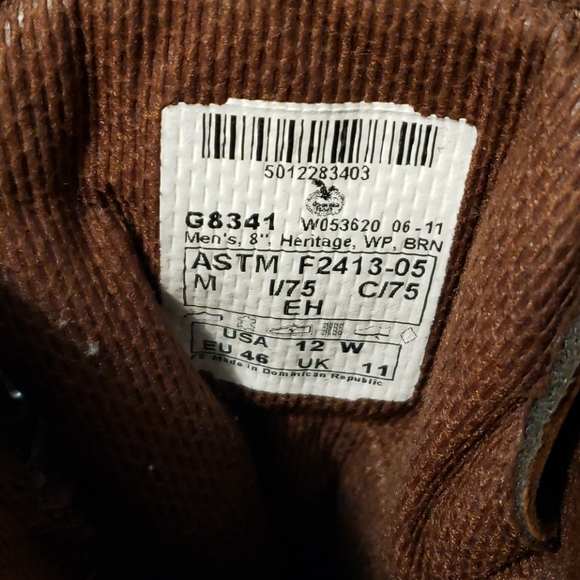 5012283403
G8341 W053620 06-11
Men's, 8", Heritage, WP, BRN
ASTM F2413-05
M I/75 C/75
EH
USA 12 W
EU 46 UK 11
Made in Dominican Republic